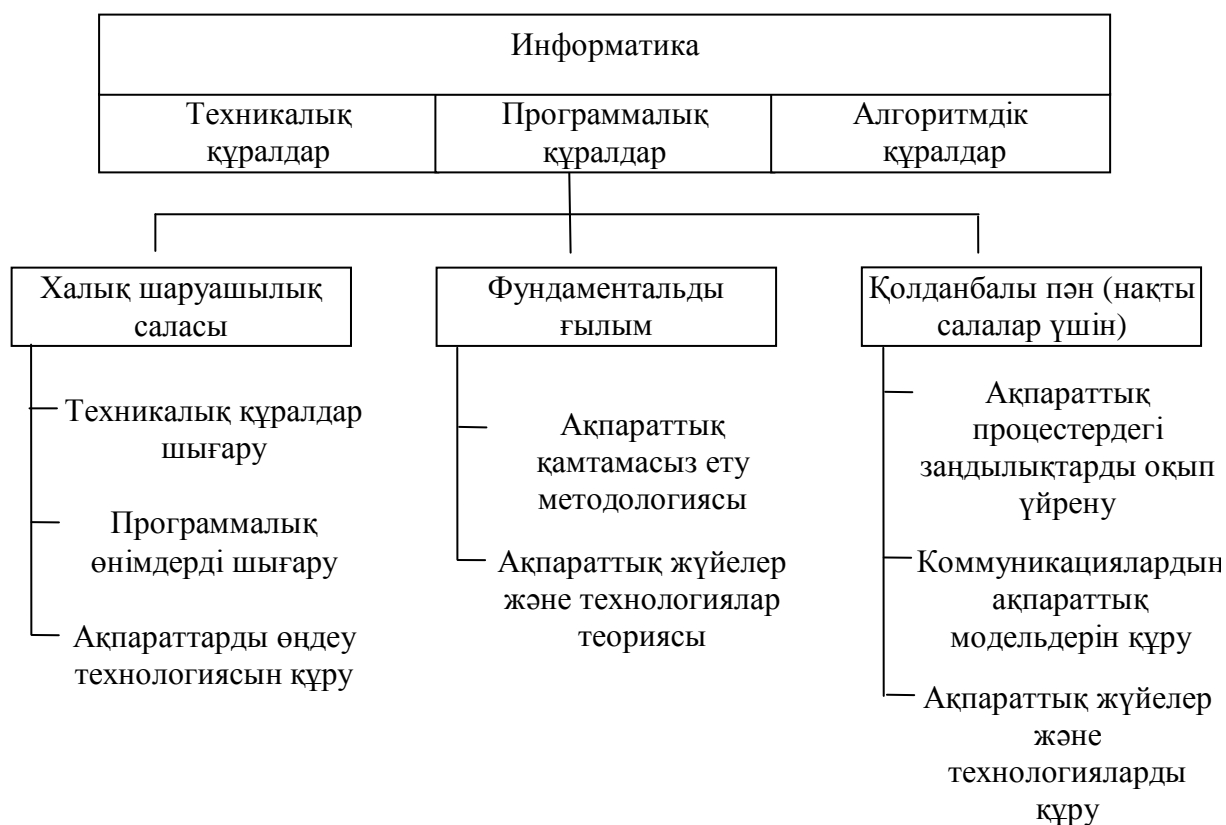 Информатика
Техникалық
құралдар
Программалық
құралдар
Алгоритмдік
құралдар
Халық шаруашылық
саласы
Фундаментальды
ғылым
Қолданбалы пән (нақты
салалар үшін)
Техникалық құралдар
шығару
Программалық
өнімдерді шығару
Ақпараттарды өңдеу
технологиясын құру
Ақпараттық
қамтамасыз ету
методологиясы
Ақпараттық жүйелер
және технологиялар
теориясы
Ақпараттық
процестердегі
заңдылықтарды оқып
үйрену
Коммуникациялардың
ақпараттық
модельдерін құру
Ақпараттық жүйелер
және
технологияларды
құру